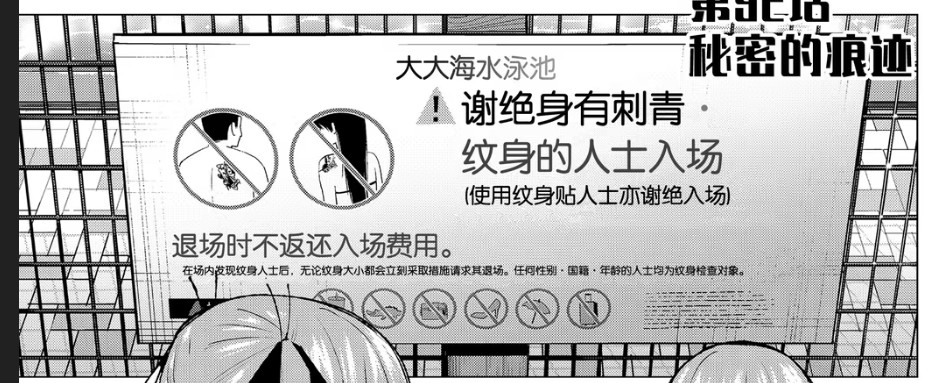 第92话
秘密的痕迹
大大海水泳池
! 谢绝身有刺青·
纹身的人士入场
(使用纹身贴人士亦谢绝入场)
退场时不返还入场费用。
在场内发现纹身人士后，无论纹身大小都会立刻采取措施请求其退场。任何性别·国籍·年龄的人士均为纹身检查对象。